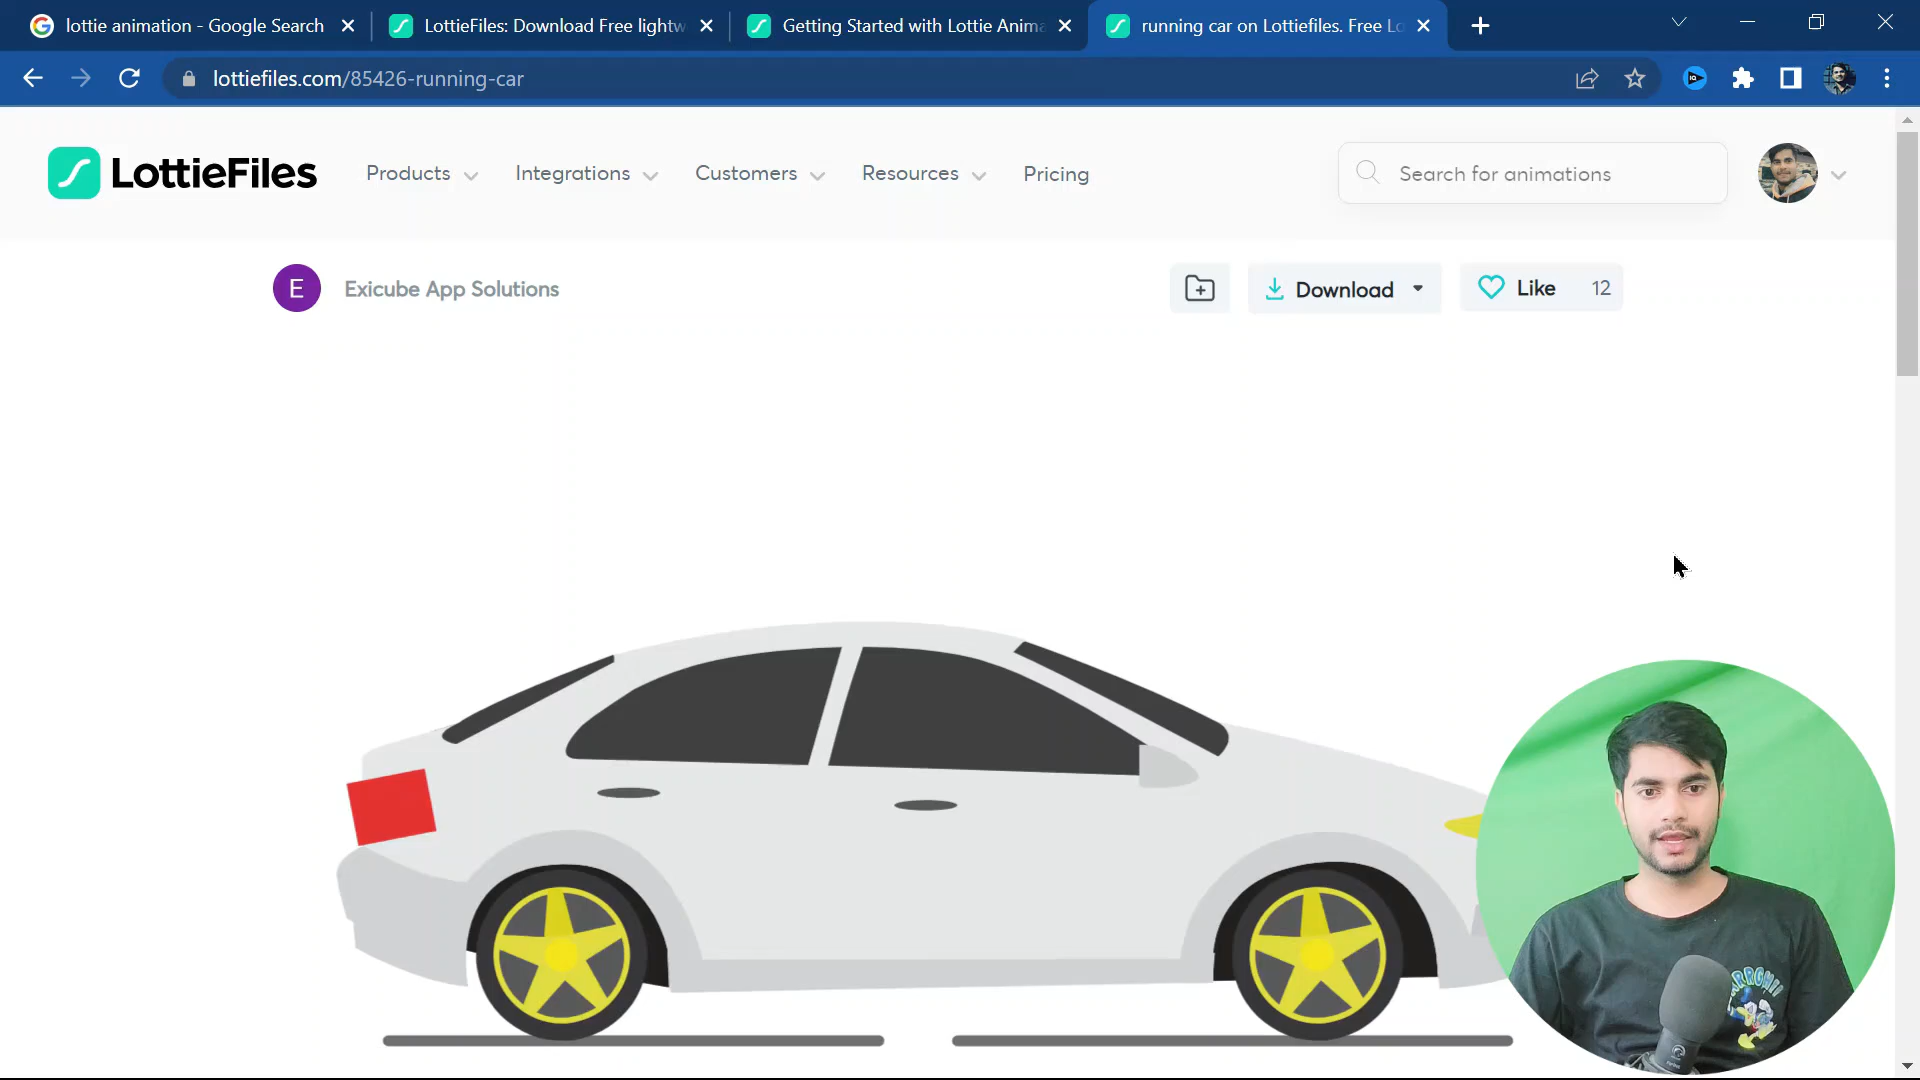 lottie animation - Google Search
LottieFiles: Download Free lightw
Getting Started with Lottie Anima
running car on Lottiefiles. Free Lo
lottiefiles.com/85426-running-car
LottieFiles
Products
Integrations
Customers
Resources
Pricing
Search for animations
E
Exicube App Solutions
Download
Like
12